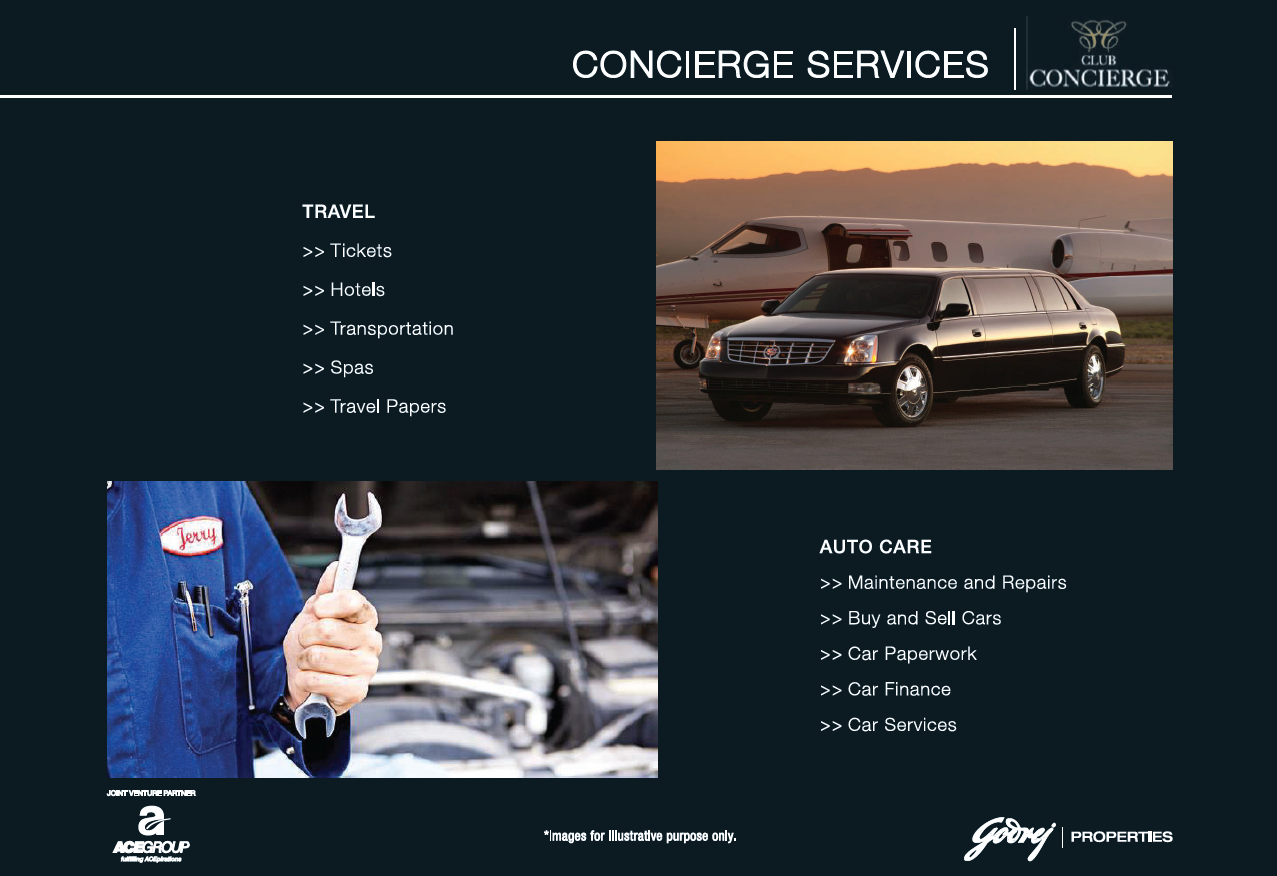 CONCIERGE SERVICES
CLUB
CONCIERGE
TRAVEL
>> Tickets
>> Hotels
>> Transportation
>> Spas
>> Travel Papers
Jerry
AUTO CARE
>> Maintenance and Repairs
>> Buy and Sell Cars
>> Car Paperwork
>> Car Finance
>> Car Services
JOINT VENTURE PARTNER
a
ACEGROUP
fulfilling ACEpirations
*Images for illustrative purpose only.
Godrej | PROPERTIES